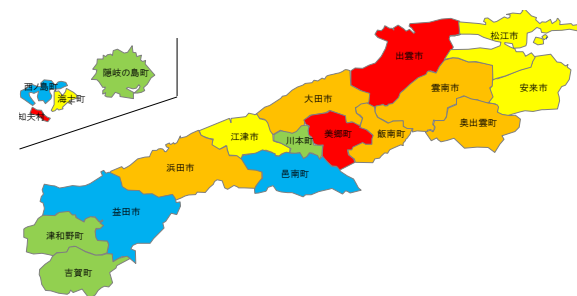 松江市
隠岐の島町
西ノ島町
海士町
知夫村
出雲市
安来市
雲南市
大田市
奥出雲町
飯南町
美郷町
川本町
江津市
邑南町
浜田市
益田市
津和野町
吉賀町